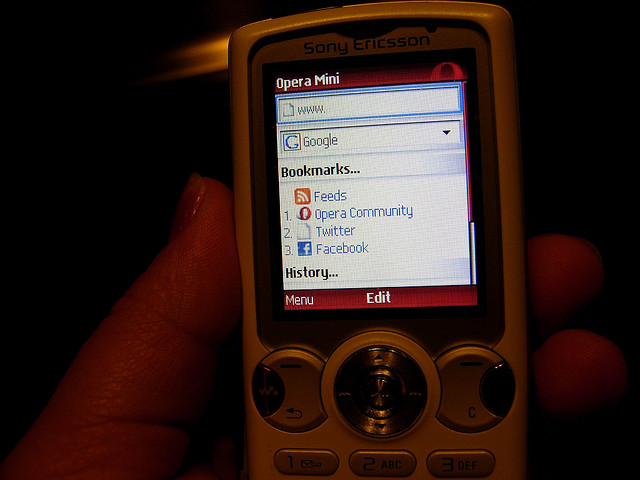 Sony Ericsson
Opera Mini
www.
Google
Bookmarks...
Feeds
1. Opera Community
2. Twitter
3. Facebook
History...
Menu Edit
C
1 2 ABC 3 DEF